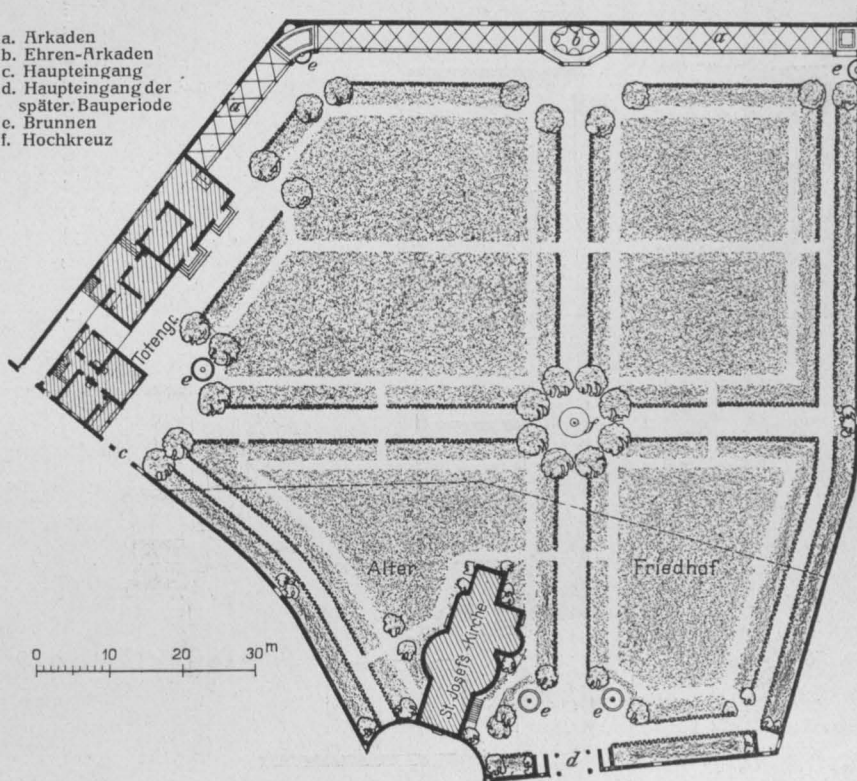 a. Arkaden
b. Ehren-Arkaden
c. Haupteingang
d. Haupteingang der
später. Bauperiode
e. Brunnen
f. Hochkreuz
b
a
e
e
a
Totengr.
e
f
c
Alter
Friedhof
St. Josefs-Kirche
0 10 20 30 m
e
e
d